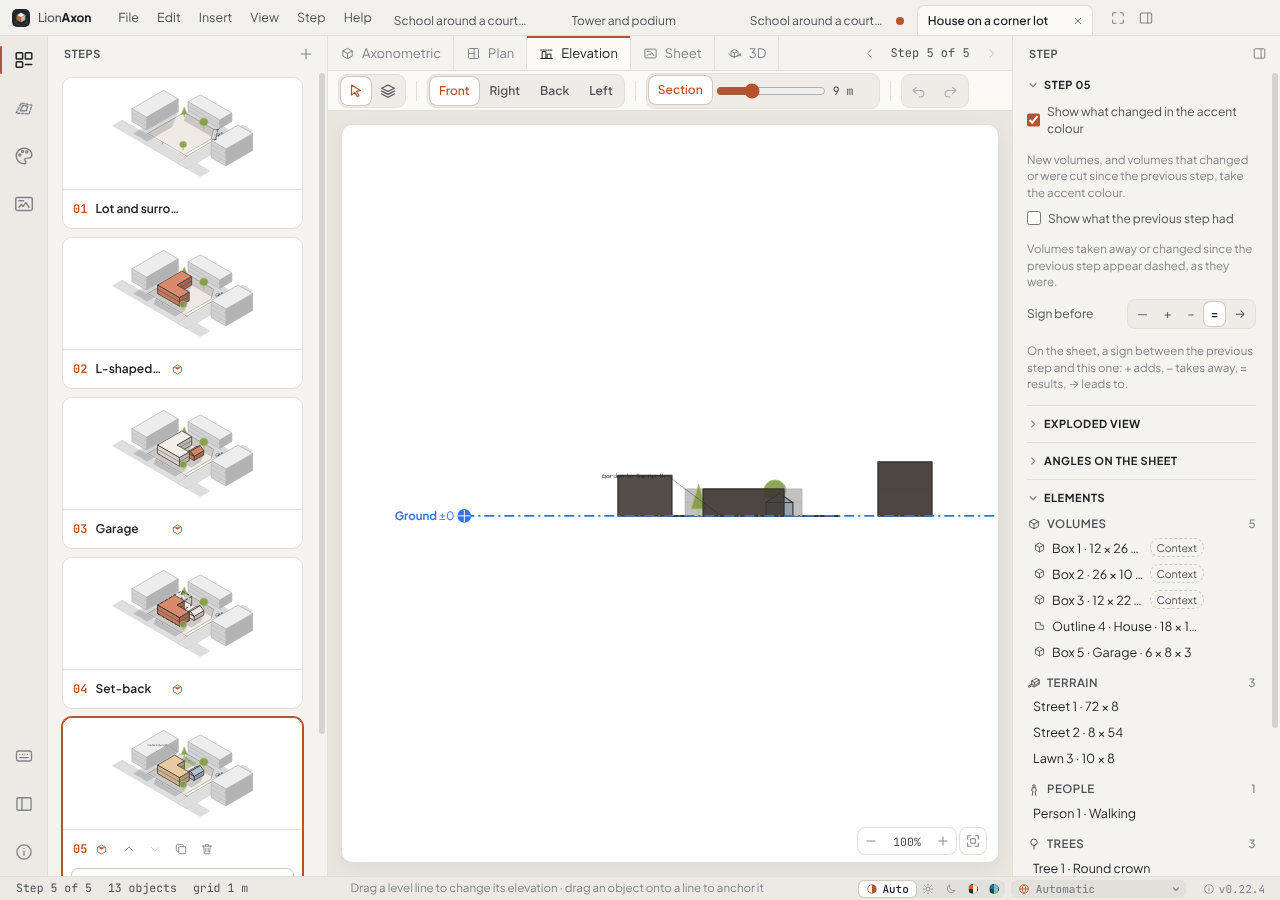 LionAxon
File
Edit
Insert
View
Step
Help
School around a court…
Tower and podium
School around a court…
House on a corner lot
STEPS
Axonometric
Plan
Elevation
Sheet
3D
Step 5 of 5
STEP
Front
Right
Back
Left
Section
9 m
01 Lot and surro…
02 L-shaped…
03 Garage
04 Set-back
05
Ground ±0
100%
STEP 05
Show what changed in the accent
colour
New volumes, and volumes that changed
or were cut since the previous step, take
the accent colour.
Show what the previous step had
Volumes taken away or changed since the
previous step appear dashed, as they
were.
Sign before
— + − = →
On the sheet, a sign between the previous
step and this one: + adds, − takes away, =
results, → leads to.
EXPLODED VIEW
ANGLES ON THE SHEET
ELEMENTS
VOLUMES 5
Box 1 · 12 × 26 … Context
Box 2 · 26 × 10 … Context
Box 3 · 12 × 22 … Context
Outline 4 · House · 18 × 1…
Box 5 · Garage · 6 × 8 × 3
TERRAIN 3
Street 1 · 72 × 8
Street 2 · 8 × 54
Lawn 3 · 10 × 8
PEOPLE 1
Person 1 · Walking
TREES 3
Tree 1 · Round crown
Step 5 of 5
13 objects
grid 1 m
Drag a level line to change its elevation · drag an object onto a line to anchor it
Auto
Automatic
v0.22.4